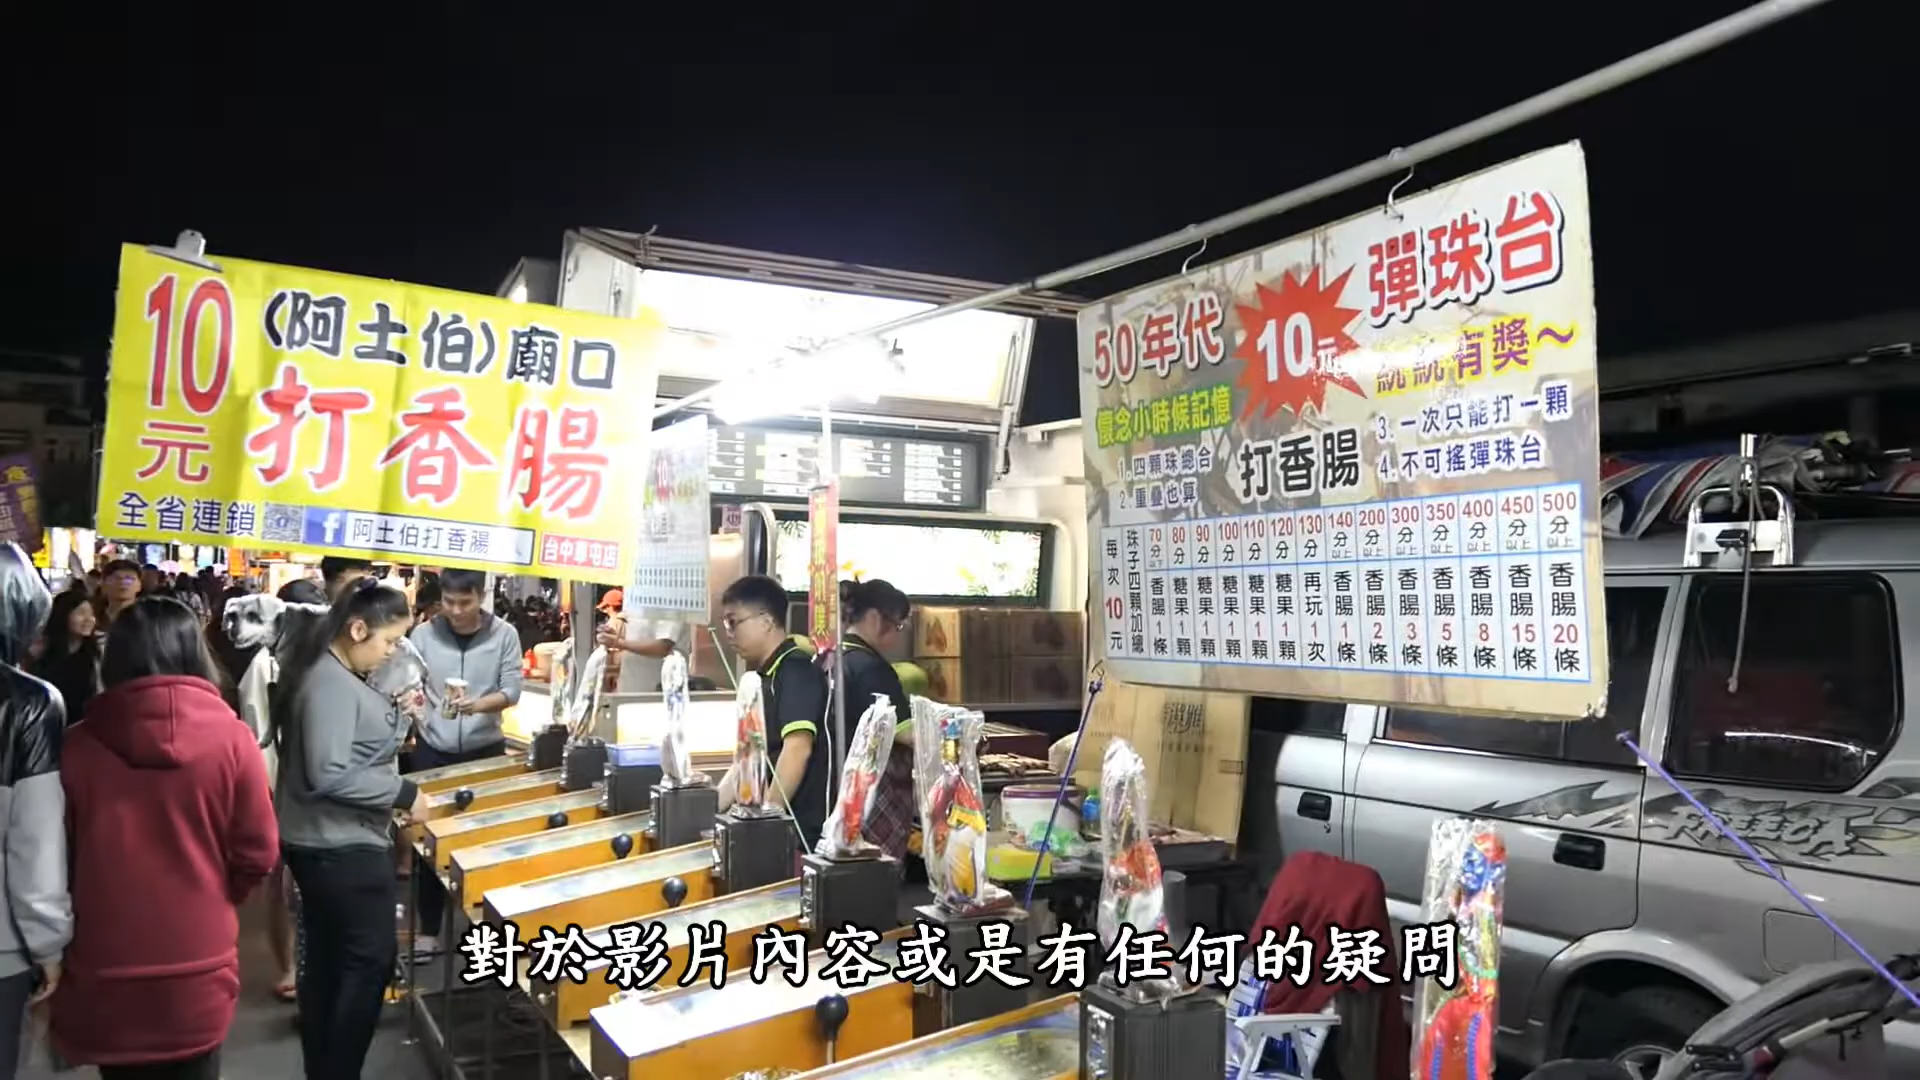 10元
(阿土伯)廟口
打香腸
全省連鎖
阿土伯打香腸
台中車屯店
50年代
10元
彈珠台
統統有獎~
懷念小時候記憶
打香腸
1.四顆珠總合
2.重疊也算
3.一次只能打一顆
4.不可搖彈珠台
每次10元
珠子四顆加總
70分以下 80分 90分 100分 110分 120分 130分 140分以上 200分以上 300分以上 350分以上 400分以上 450分以上 500分以上
香腸1條 糖果1顆 糖果1顆 糖果1顆 糖果1顆 糖果1顆 再玩1次 香腸1條 香腸2條 香腸3條 香腸5條 香腸8條 香腸15條 香腸20條
FREECA
對於影片內容或是有任何的疑問